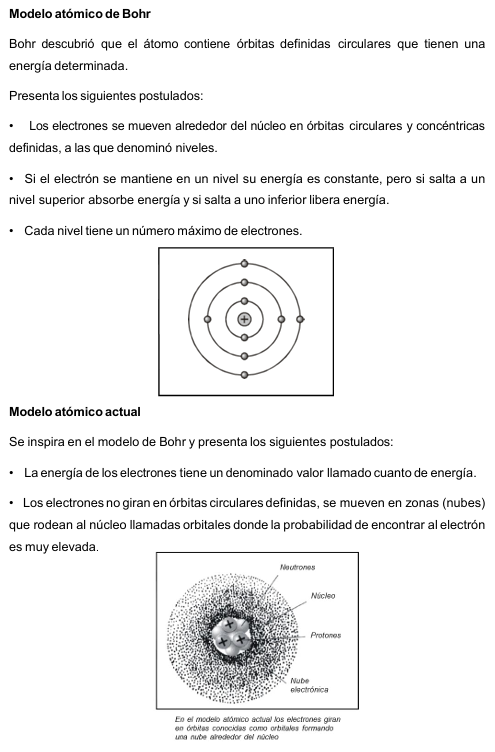 Modelo atómico de Bohr
Bohr descubrió que el átomo contiene órbitas definidas circulares que tienen una
energía determinada.
Presenta los siguientes postulados:
• Los electrones se mueven alrededor del núcleo en órbitas circulares y concéntricas
definidas, a las que denominó niveles.
• Si el electrón se mantiene en un nivel su energía es constante, pero si salta a un
nivel superior absorbe energía y si salta a uno inferior libera energía.
• Cada nivel tiene un número máximo de electrones.
+
Modelo atómico actual
Se inspira en el modelo de Bohr y presenta los siguientes postulados:
• La energía de los electrones tiene un denominado valor llamado cuanto de energía.
• Los electrones no giran en órbitas circulares definidas, se mueven en zonas (nubes)
que rodean al núcleo llamadas orbitales donde la probabilidad de encontrar al electrón
es muy elevada.
Neutrones
Núcleo
+
+ +
Protones
Nube
electrónica
En el modelo atómico actual los electrones giran
en órbitas conocidas como orbitales formando
una nube alrededor del núcleo